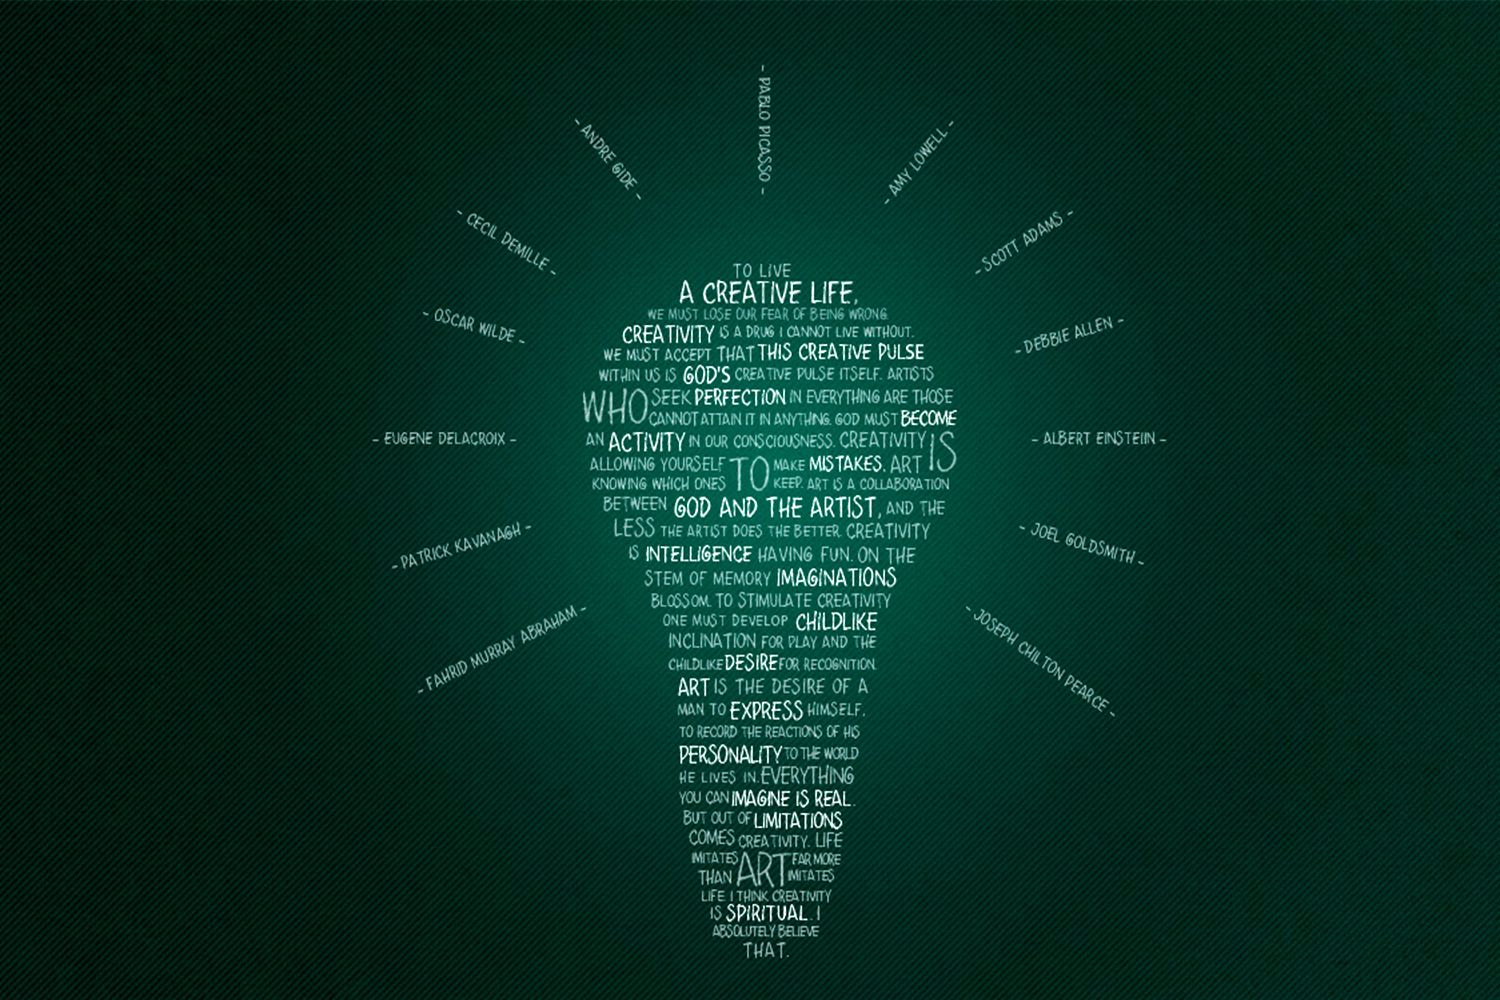 - PABLO PICASSO -
- ANDRE GIDE -
- AMY LOWELL -
- CECIL DEMILLE -
- SCOTT ADAMS -
- OSCAR WILDE -
- DEBBIE ALLEN -
- EUGENE DELACROIX -
- ALBERT EINSTEIIN -
- PATRICK KAVANAGH -
- JOEL GOLDSMITH -
- FAHRID MURRAY ABRAHAM -
- JOSEPH CHILTON PEARCE -
TO LIVE
A CREATIVE LIFE,
WE MUST LOSE OUR FEAR OF BEING WRONG.
CREATIVITY IS A DRUG I CANNOT LIVE WITHOUT.
WE MUST ACCEPT THAT THIS CREATIVE PULSE
WITHIN US IS GOD'S CREATIVE PULSE ITSELF. ARTISTS
WHO SEEK PERFECTION IN EVERYTHING ARE THOSE
CANNOT ATTAIN IT IN ANYTHING. GOD MUST BECOME
AN ACTIVITY IN OUR CONSCIOUSNESS. CREATIVITY IS
ALLOWING YOURSELF TO MAKE MISTAKES. ART
KNOWING WHICH ONES KEEP. ART IS A COLLABORATION
BETWEEN GOD AND THE ARTIST, AND THE
LESS THE ARTIST DOES THE BETTER. CREATIVITY
IS INTELLIGENCE HAVING FUN. ON THE
STEM OF MEMORY IMAGINATIONS
BLOSSOM. TO STIMULATE CREATIVITY
ONE MUST DEVELOP CHILDLIKE
INCLINATION FOR PLAY AND THE
CHILDLIKE DESIRE FOR RECOGNITION.
ART IS THE DESIRE OF A
MAN TO EXPRESS HIMSELF,
TO RECORD THE REACTIONS OF HIS
PERSONALITY TO THE WORLD
HE LIVES IN. EVERYTHING
YOU CAN IMAGINE IS REAL.
BUT OUT OF LIMITATIONS
COMES CREATIVITY. LIFE
IMITATES ART FAR MORE
THAN IMITATES
LIFE. I THINK CREATIVITY
IS SPIRITUAL. I
ABSOLUTELY BELIEVE
THAT.